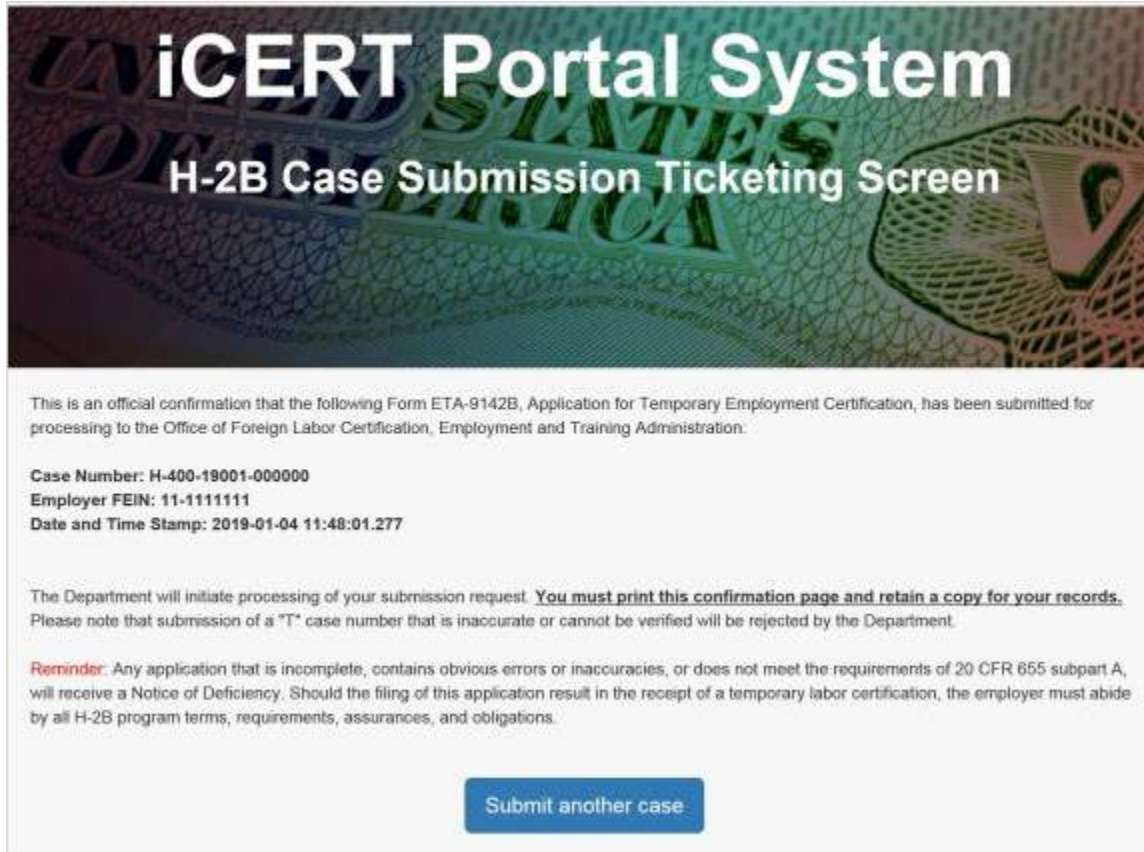 iCERT Portal System
H-2B Case Submission Ticketing Screen
UNITED STATES
OF AMERICA
This is an official confirmation that the following Form ETA-9142B, Application for Temporary Employment Certification, has been submitted for
processing to the Office of Foreign Labor Certification, Employment and Training Administration:
Case Number: H-400-19001-000000
Employer FEIN: 11-1111111
Date and Time Stamp: 2019-01-04 11:48:01.277
The Department will initiate processing of your submission request. You must print this confirmation page and retain a copy for your records.
Please note that submission of a "T" case number that is inaccurate or cannot be verified will be rejected by the Department.
Reminder: Any application that is incomplete, contains obvious errors or inaccuracies, or does not meet the requirements of 20 CFR 655 subpart A,
will receive a Notice of Deficiency. Should the filing of this application result in the receipt of a temporary labor certification, the employer must abide
by all H-2B program terms, requirements, assurances, and obligations.
Submit another case